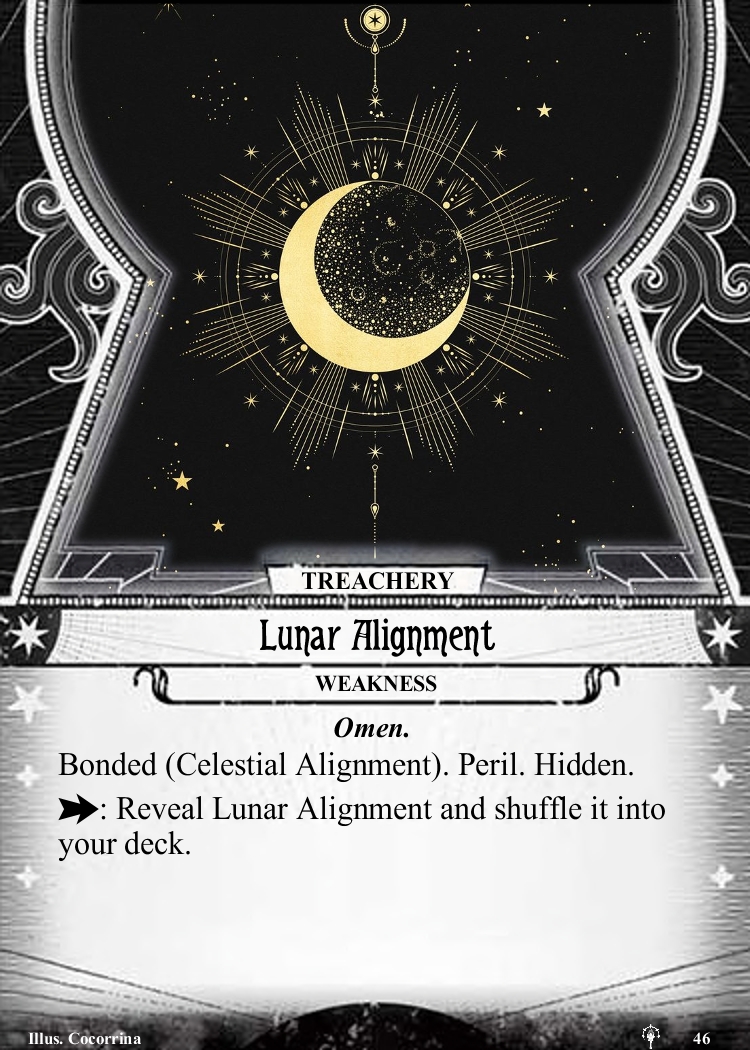 TREACHERY
Lunar Alignment
WEAKNESS
Omen.
Bonded (Celestial Alignment). Peril. Hidden.
: Reveal Lunar Alignment and shuffle it into
your deck.
Illus. Cocorrina
46